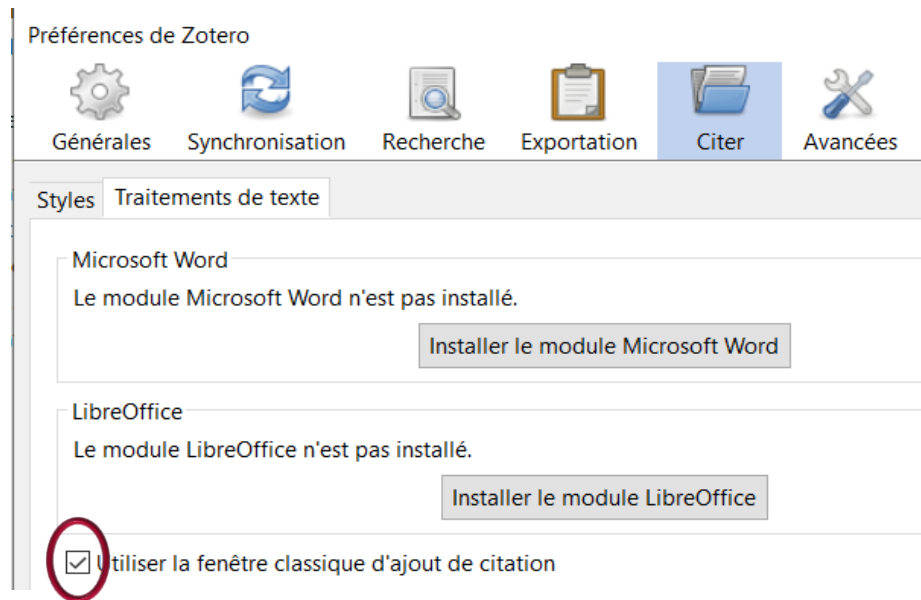 Préférences de Zotero
Générales Synchronisation Recherche Exportation Citer Avancées
Styles Traitements de texte
Microsoft Word
Le module Microsoft Word n'est pas installé.
Installer le module Microsoft Word
LibreOffice
Le module LibreOffice n'est pas installé.
Installer le module LibreOffice
Utiliser la fenêtre classique d'ajout de citation